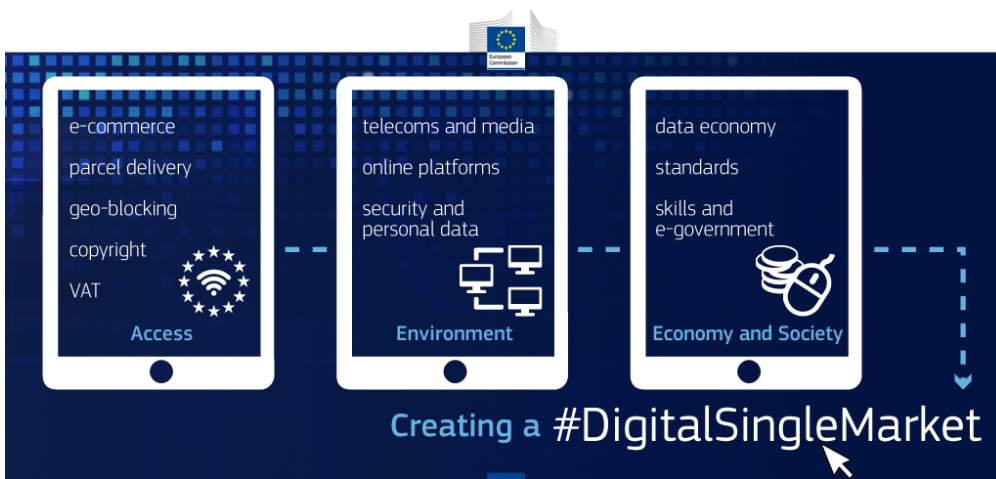 European
Commission
e-commerce
parcel delivery
geo-blocking
copyright
VAT
Access
telecoms and media
online platforms
security and
personal data
Environment
data economy
standards
skills and
e-government
Economy and Society
Creating a #DigitalSingleMarket